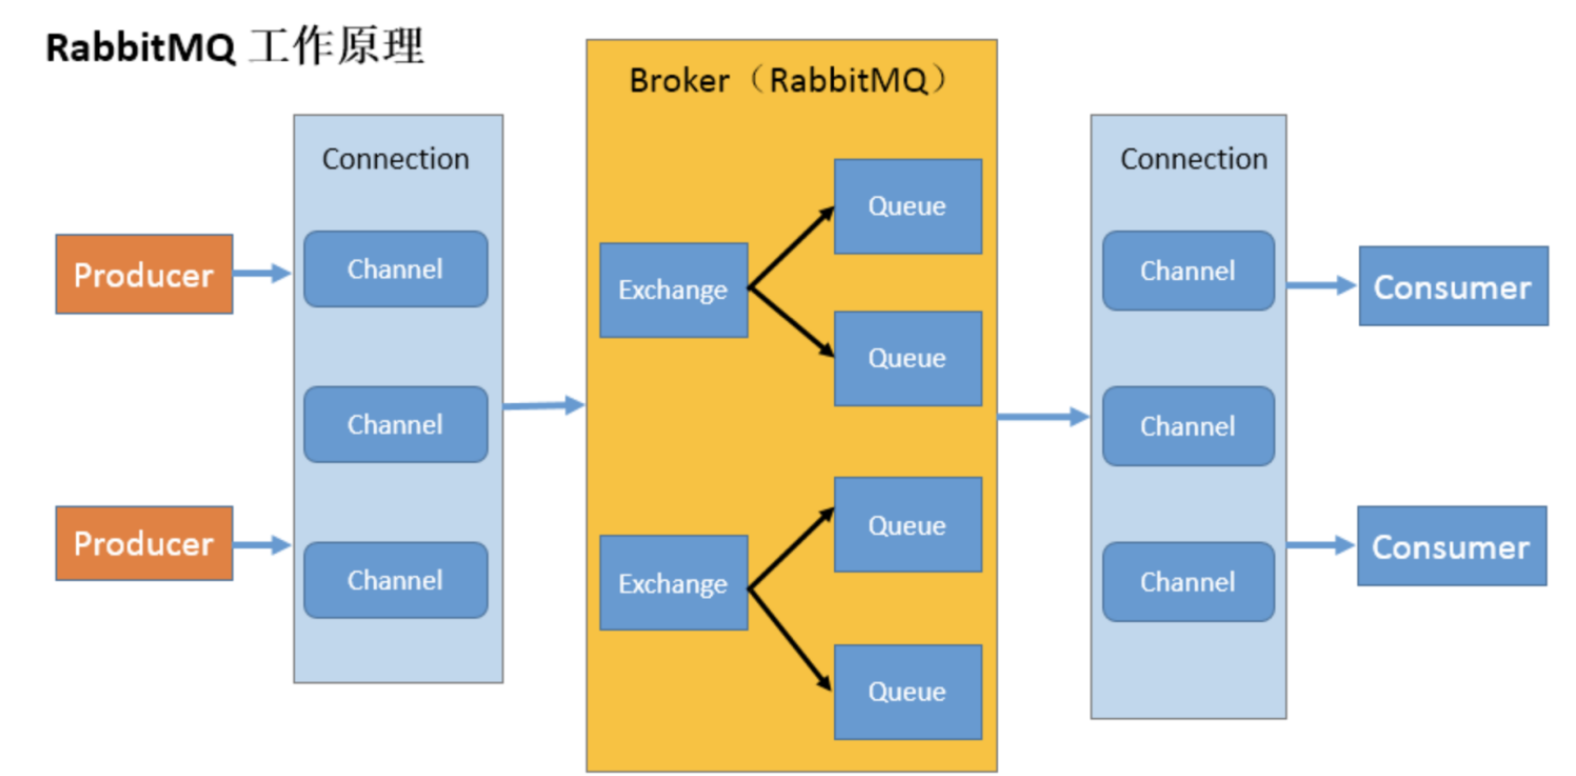 RabbitMQ 工作原理
Broker（RabbitMQ）
Connection
Connection
Queue
Channel
Channel
Producer
Exchange
Consumer
Queue
Channel
Channel
Queue
Producer
Consumer
Channel
Exchange
Channel
Queue